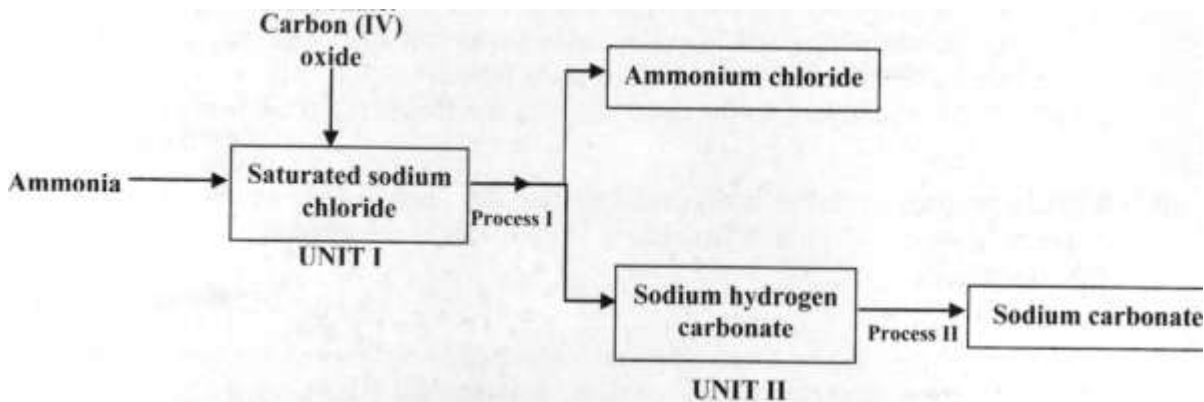 Carbon (IV)
oxide
Ammonium chloride
Ammonia
Saturated sodium
chloride
Process I
UNIT I
Sodium hydrogen
carbonate
Process II
Sodium carbonate
UNIT II